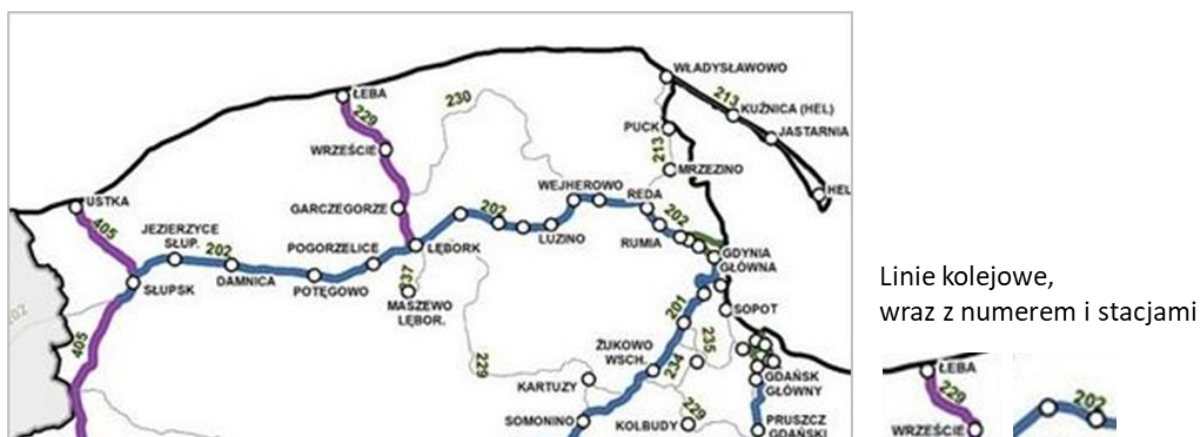 WŁADYSŁAWOWO
ŁEBA
230
213
KUŹNICA (HEL)
229
PUCK
JASTARNIA
WRZEŚCIE
213
MRZEZINO
WEJHEROWO
REDA
HEL
USTKA
GARCZEGORZE
202
202
405
JEZIERZYCE
SŁUP.
202
POGORZELICE
LĘBORK
LUZINO
RUMIA
GDYNIA
GŁÓWNA
DAMNICA
SŁUPSK
POTĘGOWO
237
MASZEWO
LĘBOR.
201
SOPOT
202
405
ŻUKOWO
WSCH.
235
234
229
KARTUZY
GDAŃSK
GŁÓWNY
229
SOMONINO
KOLBUDY
PRUSZCZ
GDAŃSKI
Linie kolejowe,
wraz z numerem i stacjami
ŁEBA
229
WRZEŚCIE
202